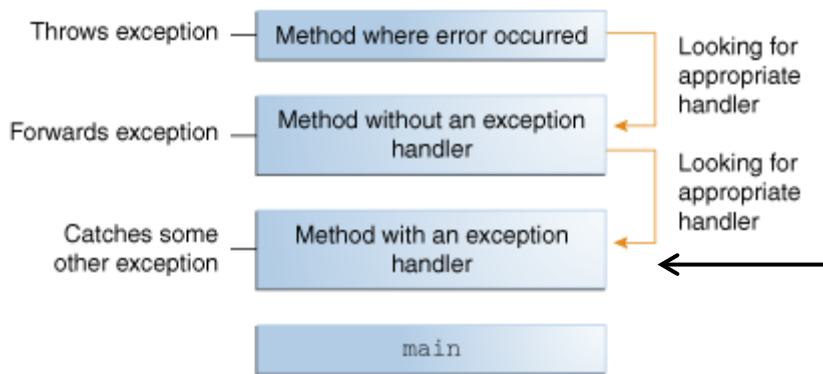 Throws exception
Method where error occurred
Looking for
appropriate
handler
Forwards exception
Method without an exception
handler
Looking for
appropriate
handler
Catches some
other exception
Method with an exception
handler
main